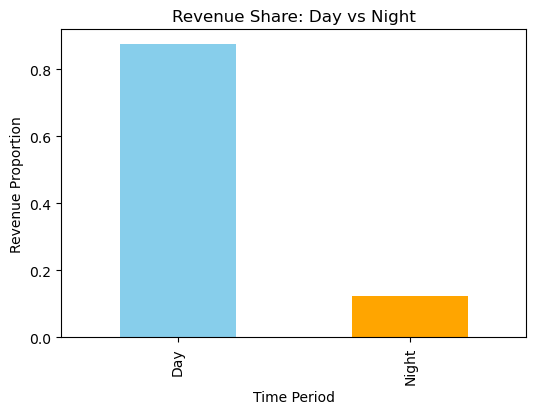 Revenue Share: Day vs Night
Revenue Proportion
0.8
0.6
0.4
0.2
0.0
Day
Night
Time Period